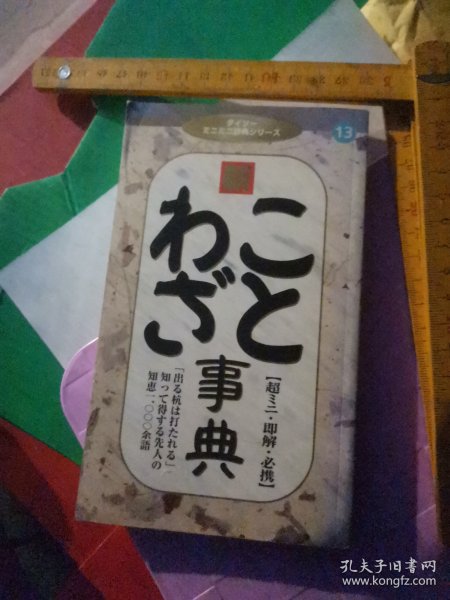 ダイソー
ミニミニ辞典シリーズ
13
こと
わざ
事典
【超ミニ・即解・必携】
「出る杭は打たれる」
知って得する先人の
知恵一、〇〇〇余語
孔夫子旧书网
www.kongfz.com